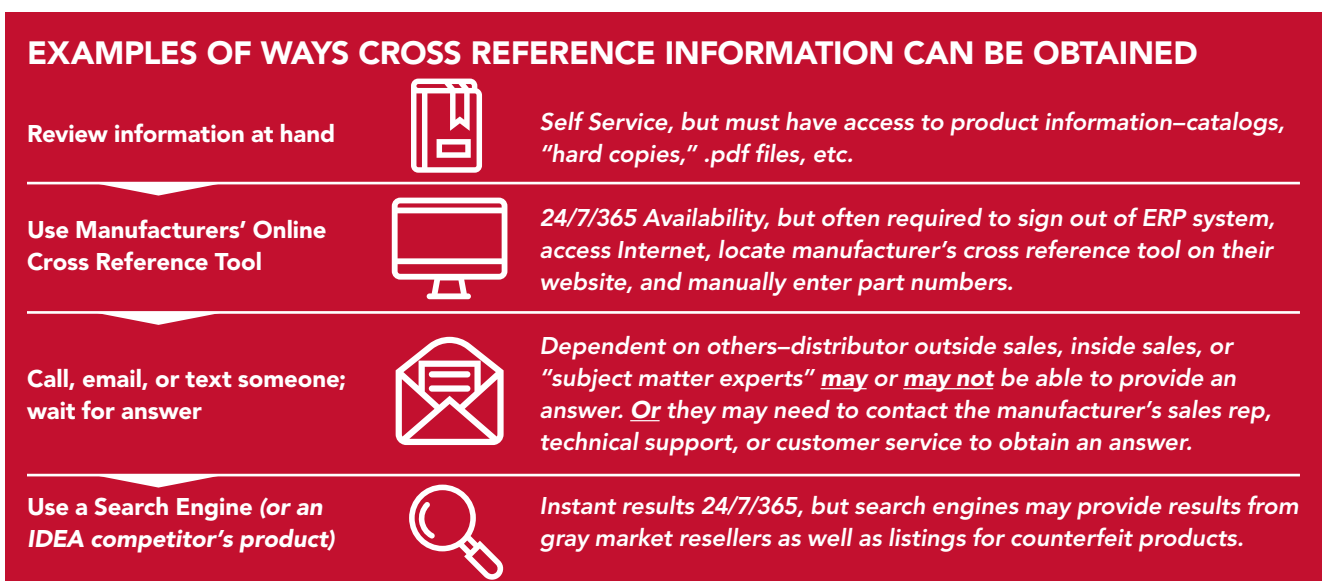 EXAMPLES OF WAYS CROSS REFERENCE INFORMATION CAN BE OBTAINED
Review information at hand
Self Service, but must have access to product information–catalogs,
"hard copies," .pdf files, etc.
Use Manufacturers' Online
Cross Reference Tool
24/7/365 Availability, but often required to sign out of ERP system,
access Internet, locate manufacturer's cross reference tool on their
website, and manually enter part numbers.
Call, email, or text someone;
wait for answer
Dependent on others–distributor outside sales, inside sales, or
"subject matter experts" may or may not be able to provide an
answer. Or they may need to contact the manufacturer's sales rep,
technical support, or customer service to obtain an answer.
Use a Search Engine (or an
IDEA competitor's product)
Instant results 24/7/365, but search engines may provide results from
gray market resellers as well as listings for counterfeit products.